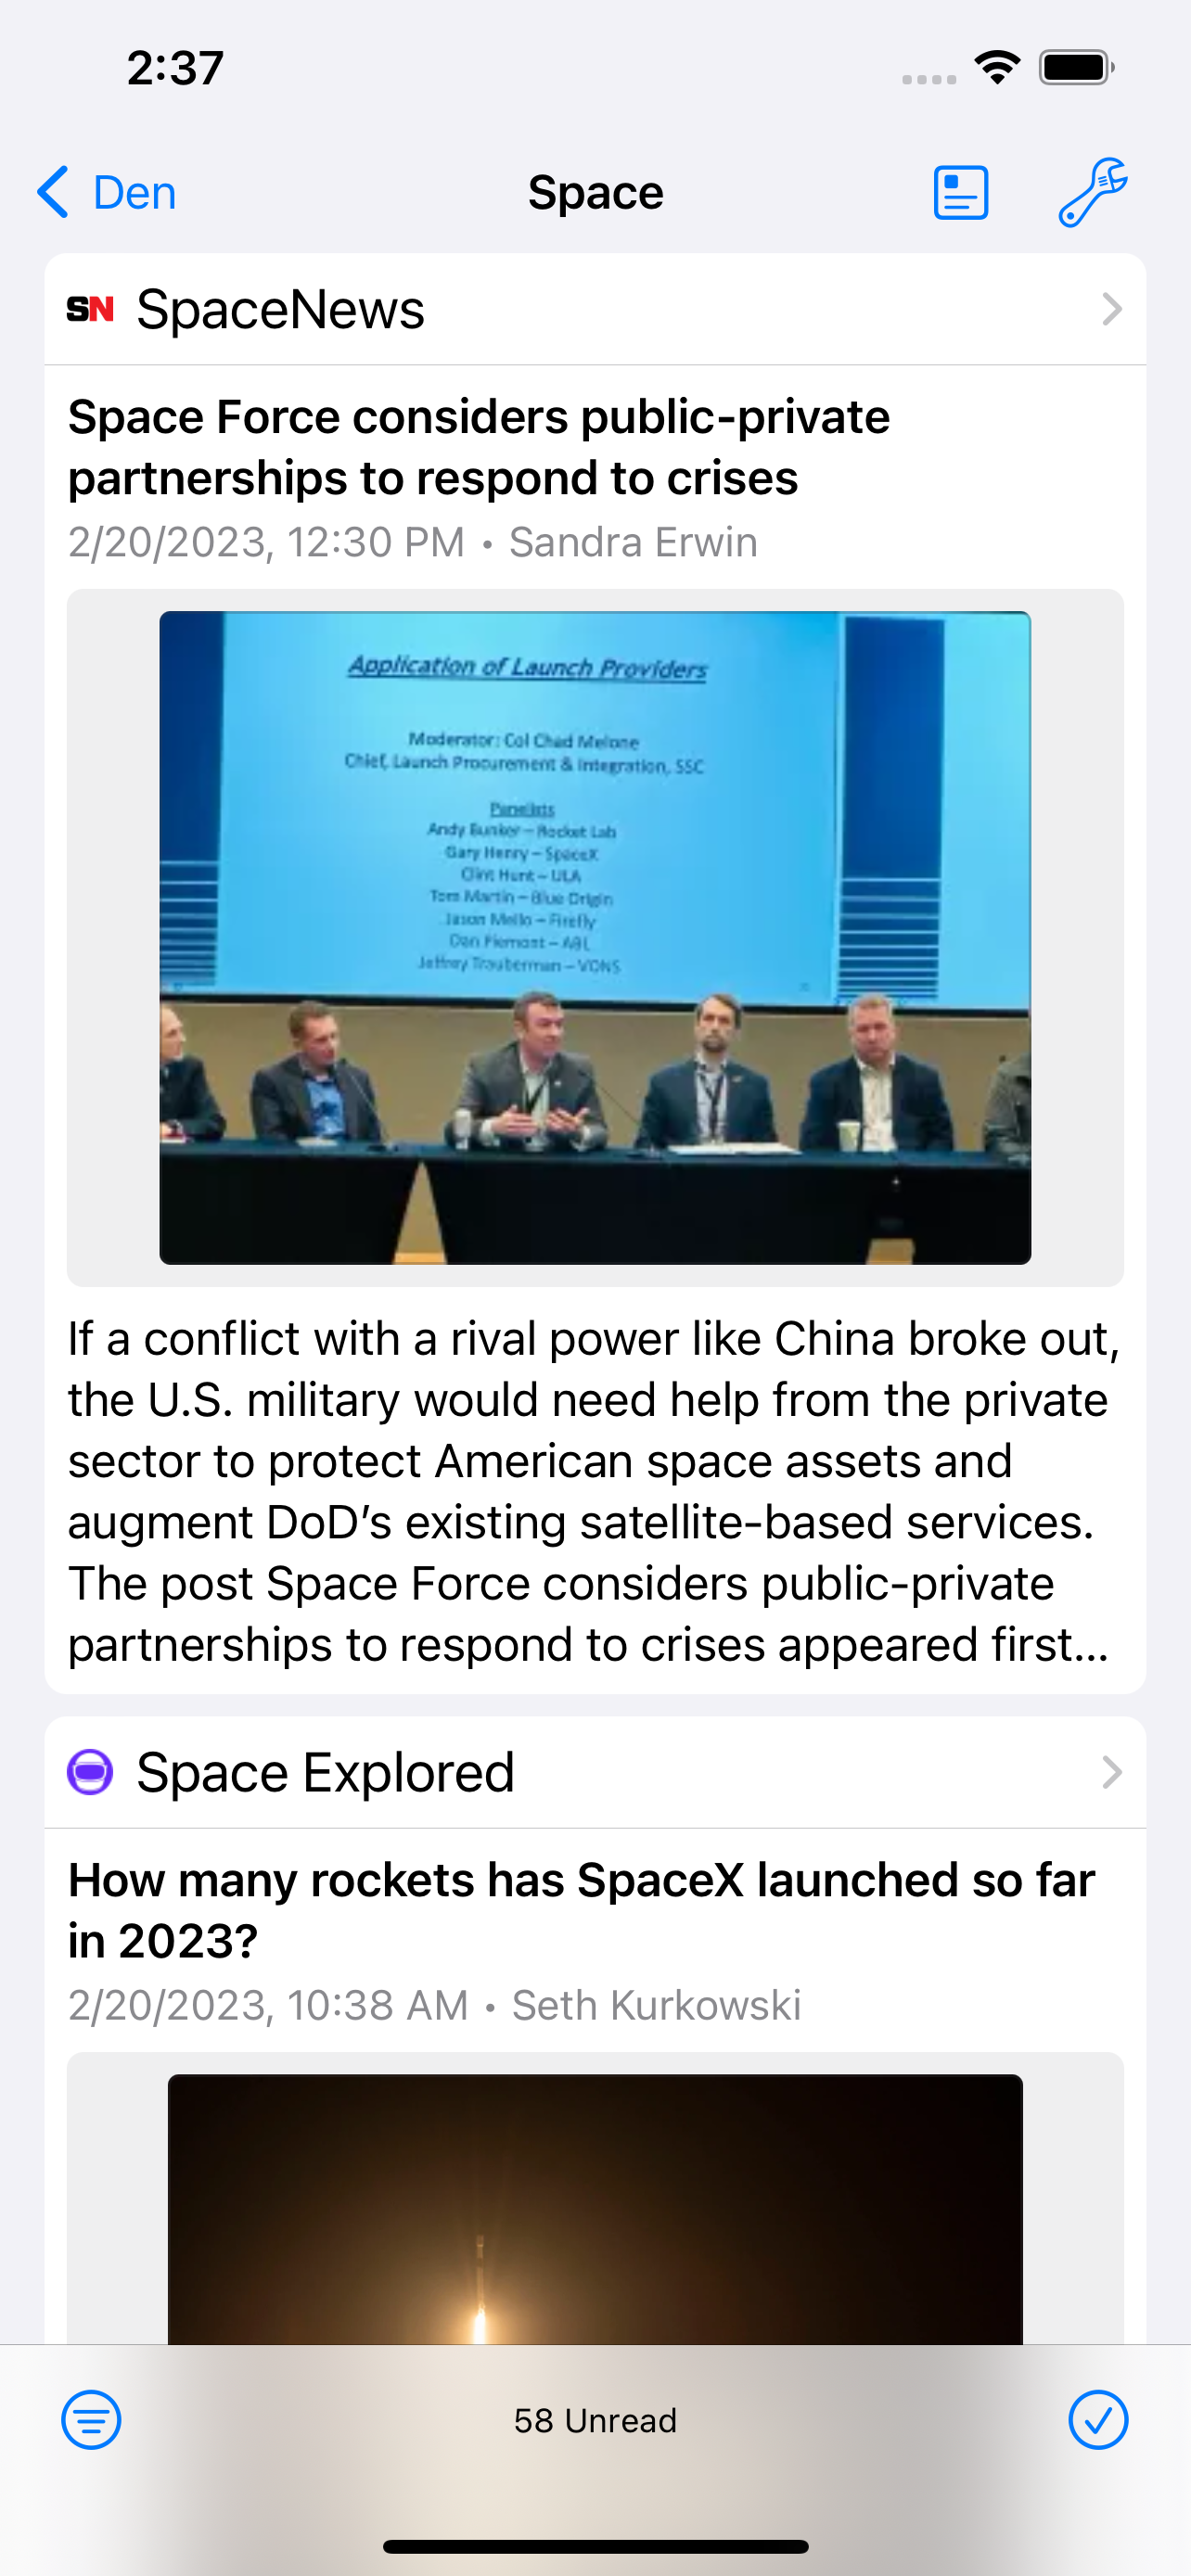 2:37
Den
Space
SN
SpaceNews
Space Force considers public-private
partnerships to respond to crises
2/20/2023, 12:30 PM • Sandra Erwin
Application of Launch Providers
Moderator: Col Chad Melone
Chief, Launch Procurement & Integration, SSC
Panelists
Andy Bunker – Rocket Lab
Gary Henry – SpaceX
Clint Hunt – ULA
Tom Martin – Blue Origin
Jason Mello – Firefly
Dan Piemont – ABL
Jeffrey Trauberman – VONS
If a conflict with a rival power like China broke out,
the U.S. military would need help from the private
sector to protect American space assets and
augment DoD’s existing satellite-based services.
The post Space Force considers public-private
partnerships to respond to crises appeared first...
Space Explored
How many rockets has SpaceX launched so far
in 2023?
2/20/2023, 10:38 AM • Seth Kurkowski
58 Unread